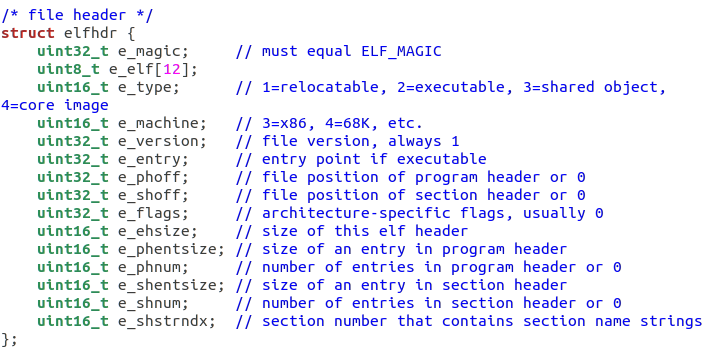 /* file header */
struct elfhdr {
    uint32_t e_magic;     // must equal ELF_MAGIC
    uint8_t e_elf[12];
    uint16_t e_type;      // 1=relocatable, 2=executable, 3=shared object,
4=core image
    uint16_t e_machine;   // 3=x86, 4=68K, etc.
    uint32_t e_version;   // file version, always 1
    uint32_t e_entry;     // entry point if executable
    uint32_t e_phoff;     // file position of program header or 0
    uint32_t e_shoff;     // file position of section header or 0
    uint32_t e_flags;     // architecture-specific flags, usually 0
    uint16_t e_ehsize;    // size of this elf header
    uint16_t e_phentsize; // size of an entry in program header
    uint16_t e_phnum;     // number of entries in program header or 0
    uint16_t e_shentsize; // size of an entry in section header
    uint16_t e_shnum;     // number of entries in section header or 0
    uint16_t e_shstrndx;  // section number that contains section name strings
};